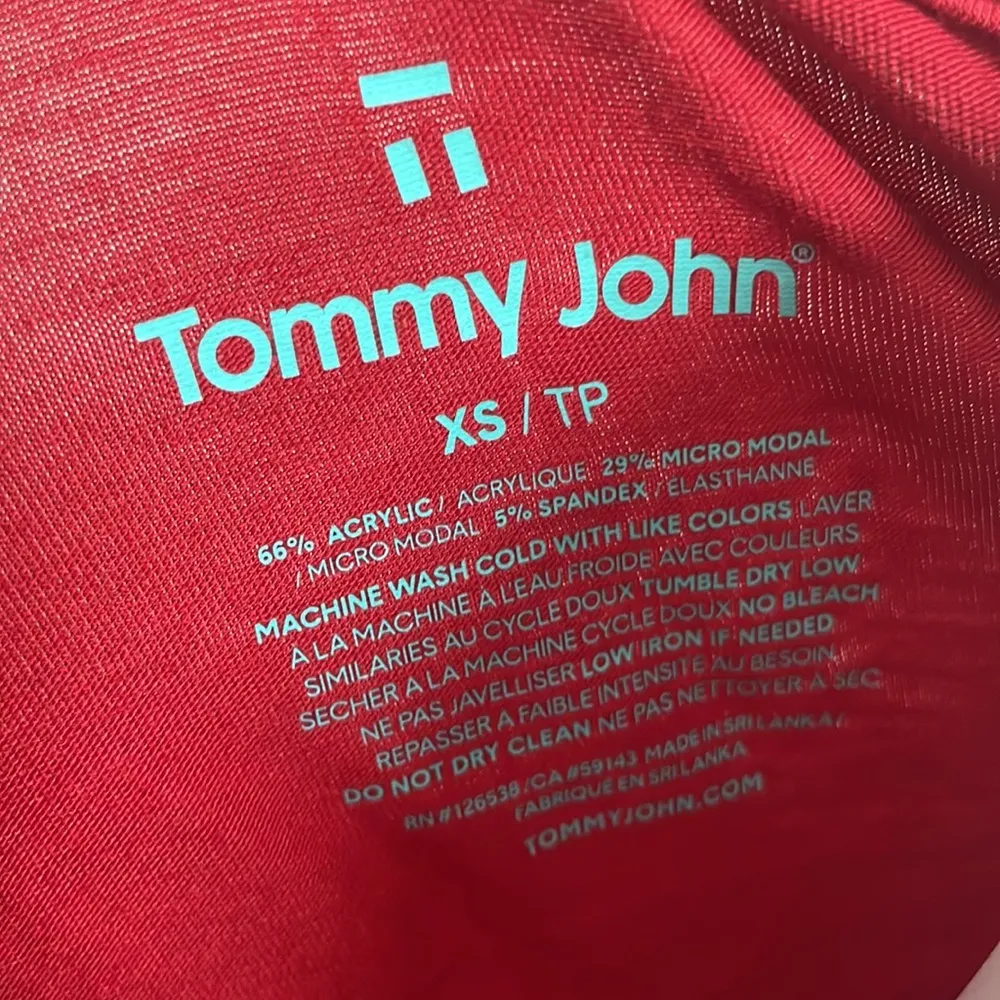 Tommy John®
XS / TP
66% ACRYLIC / ACRYLIQUE 29% MICRO MODAL
/ MICRO MODAL 5% SPANDEX / ELASTHANNE
MACHINE WASH COLD WITH LIKE COLORS LAVER
A LA MACHINE A L'EAU FROIDE AVEC COULEURS
SIMILARIES AU CYCLE DOUX TUMBLE DRY LOW
SECHER A LA MACHINE CYCLE DOUX NO BLEACH
NE PAS JAVELLISER LOW IRON IF NEEDED
REPASSER A FAIBLE INTENSITE AU BESOIN
DO NOT DRY CLEAN NE PAS NETTOYER A SEC
RN #126538 / CA #59143 MADE IN SRI LANKA /
FABRIQUE EN SRI LANKA
TOMMYJOHN.COM